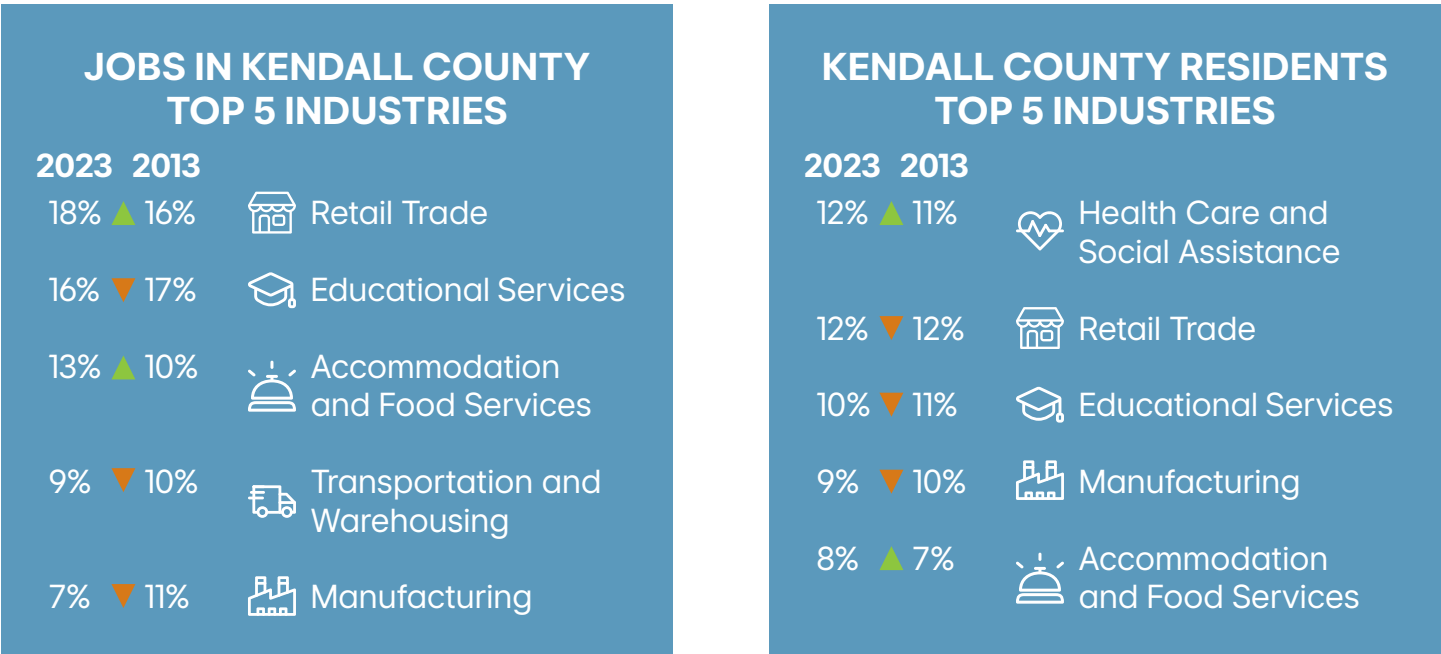 JOBS IN KENDALL COUNTY
TOP 5 INDUSTRIES
2023 2013
18% ▲ 16% Retail Trade
16% ▼ 17% Educational Services
13% ▲ 10% Accommodation
and Food Services
9% ▼ 10% Transportation and
Warehousing
7% ▼ 11% Manufacturing
KENDALL COUNTY RESIDENTS
TOP 5 INDUSTRIES
2023 2013
12% ▲ 11% Health Care and
Social Assistance
12% ▼ 12% Retail Trade
10% ▼ 11% Educational Services
9% ▼ 10% Manufacturing
8% ▲ 7% Accommodation
and Food Services